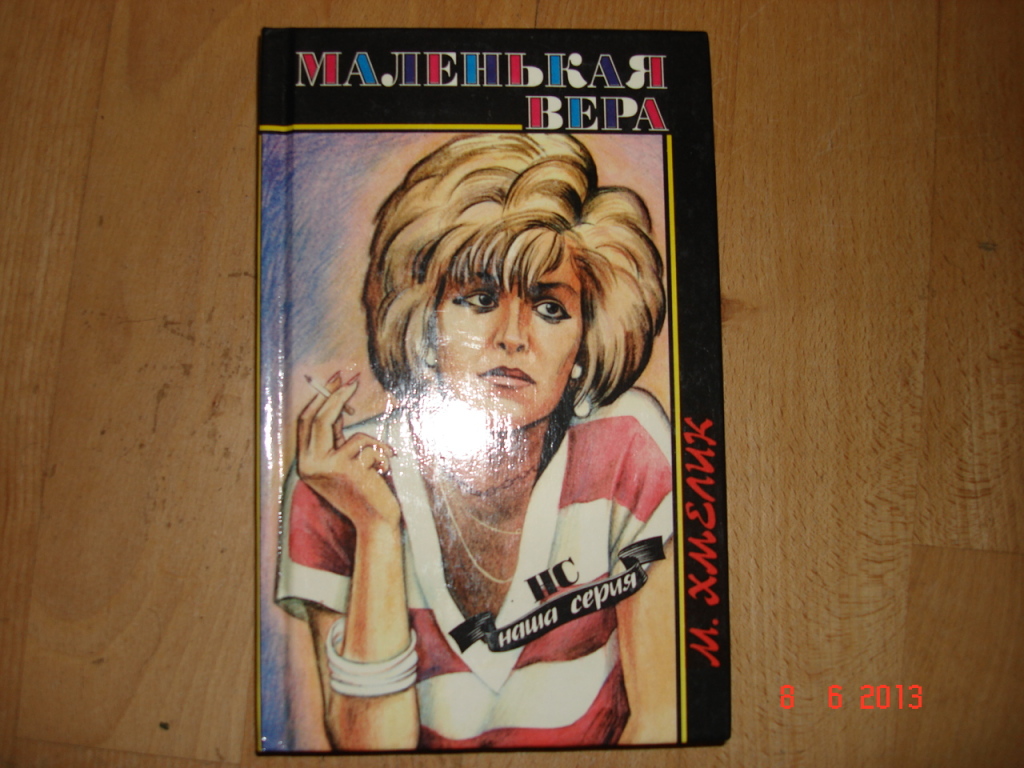 МАЛЕНЬКАЯ
ВЕРА
М. ХМЕЛИК
НС
наша серия
8 6 2013